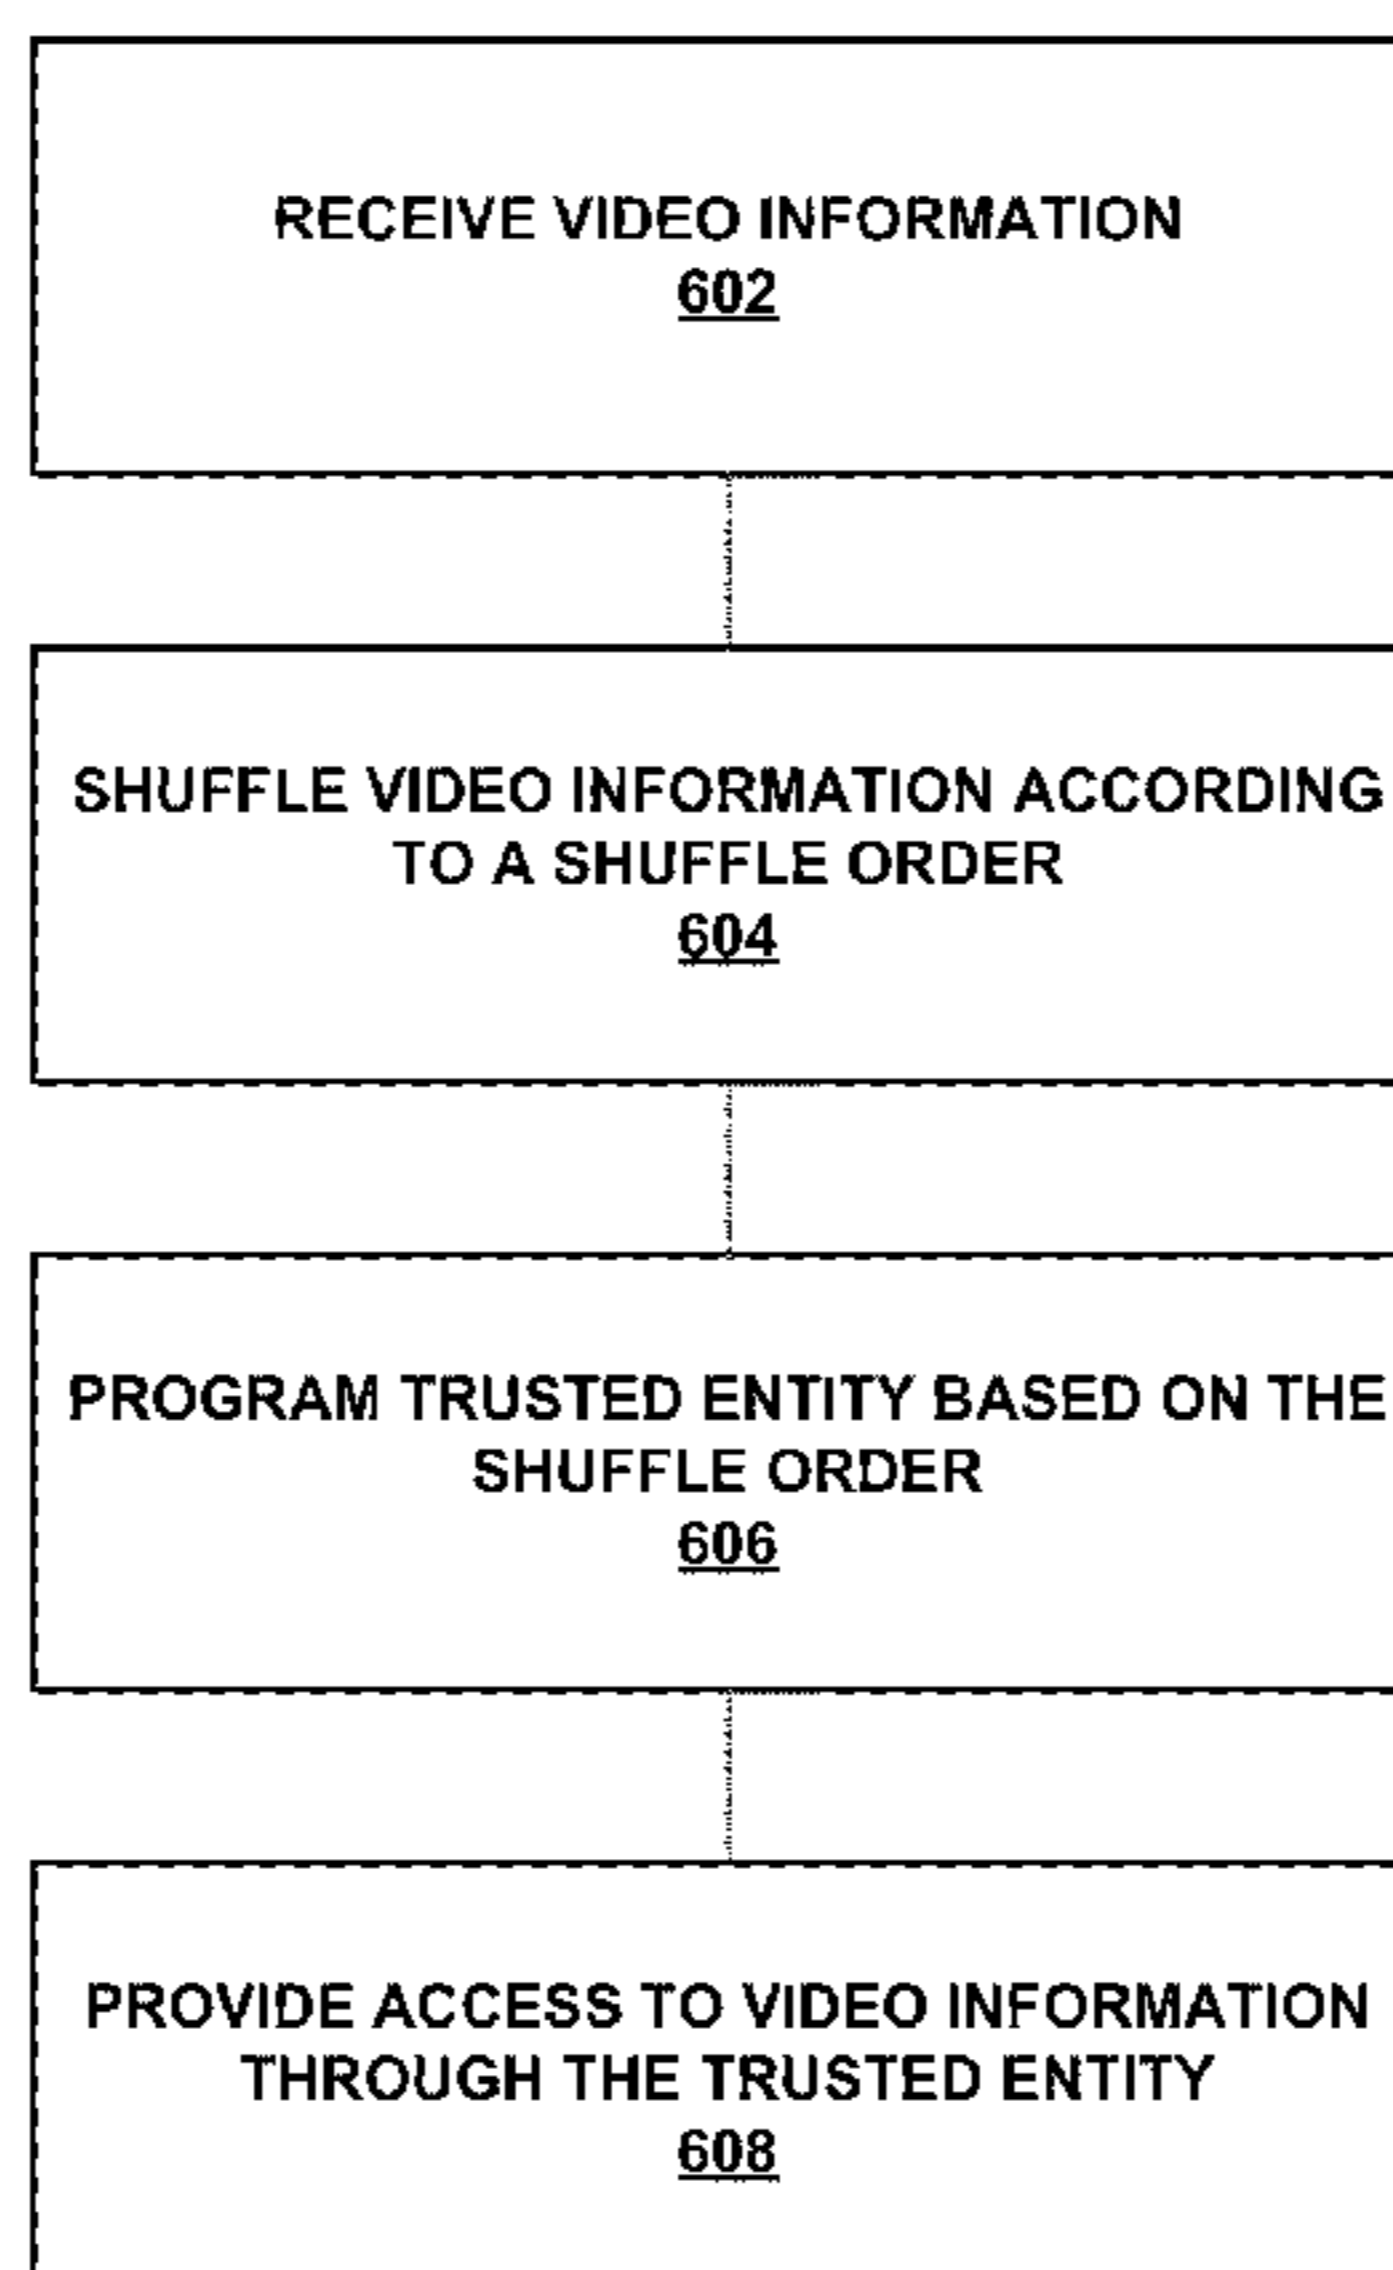 RECEIVE VIDEO INFORMATION
602
SHUFFLE VIDEO INFORMATION ACCORDING
TO A SHUFFLE ORDER
604
PROGRAM TRUSTED ENTITY BASED ON THE
SHUFFLE ORDER
606
PROVIDE ACCESS TO VIDEO INFORMATION
THROUGH THE TRUSTED ENTITY
608